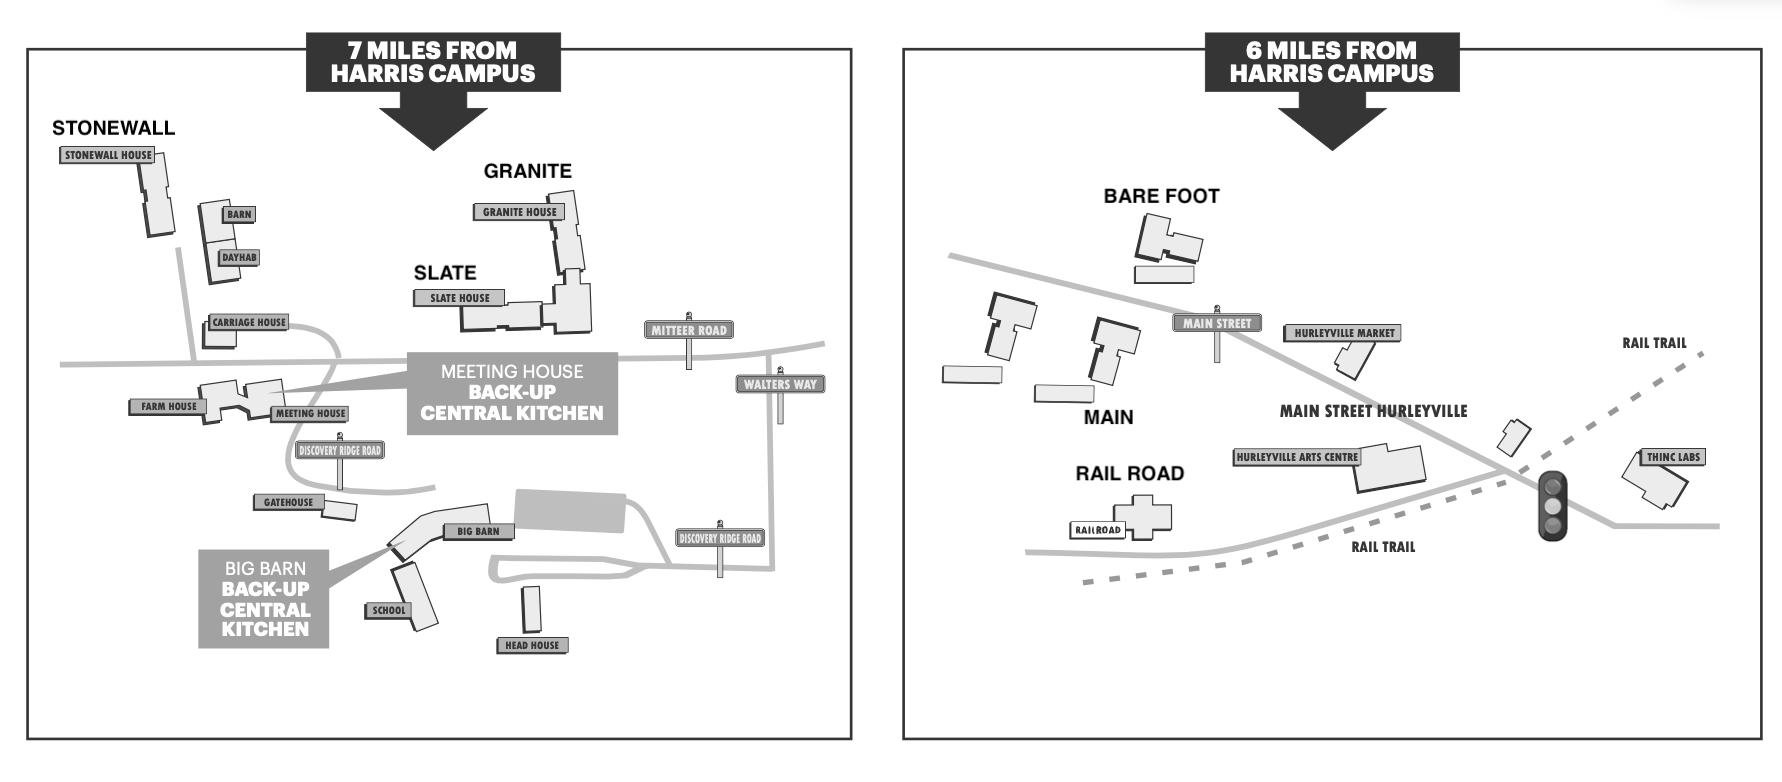 7 MILES FROM
HARRIS CAMPUS
STONEWALL
STONEWALL HOUSE
BARN
DAYHAB
GRANITE
GRANITE HOUSE
SLATE
SLATE HOUSE
CARRIAGE HOUSE
MITTEER ROAD
MEETING HOUSE
BACK-UP
CENTRAL KITCHEN
WALTERS WAY
FARM HOUSE
MEETING HOUSE
DISCOVERY RIDGE ROAD
GATEHOUSE
BIG BARN
DISCOVERY RIDGE ROAD
BIG BARN
BACK-UP
CENTRAL
KITCHEN
SCHOOL
HEAD HOUSE
6 MILES FROM
HARRIS CAMPUS
BARE FOOT
MAIN STREET
HURLEYVILLE MARKET
RAIL TRAIL
MAIN
MAIN STREET HURLEYVILLE
HURLEYVILLE ARTS CENTRE
THINC LABS
RAIL ROAD
RAILROAD
RAIL TRAIL